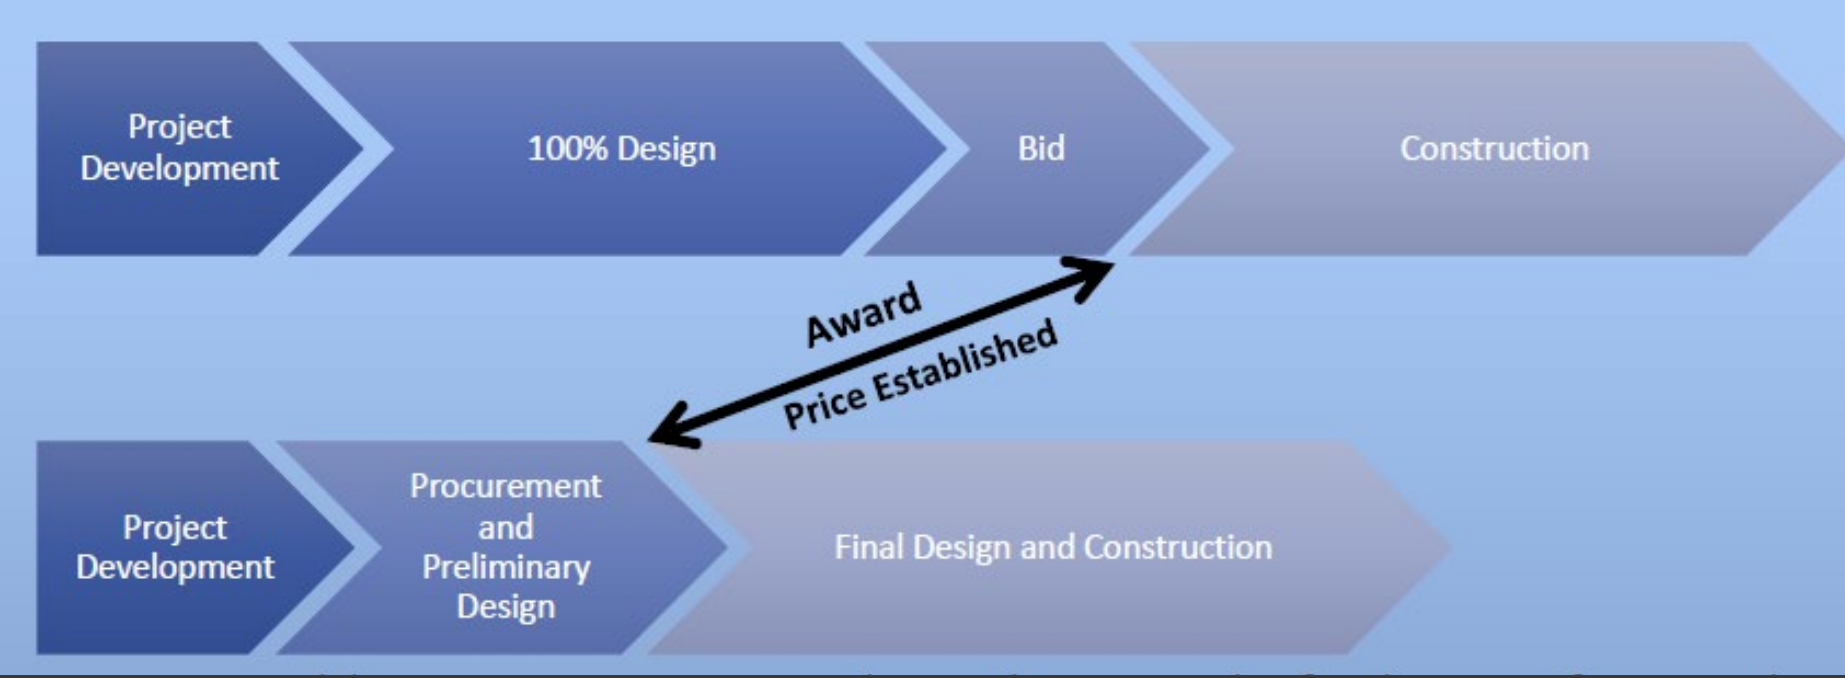 Project
Development
100% Design
Bid
Construction
Award
Price Established
Project
Development
Procurement
and
Preliminary
Design
Final Design and Construction